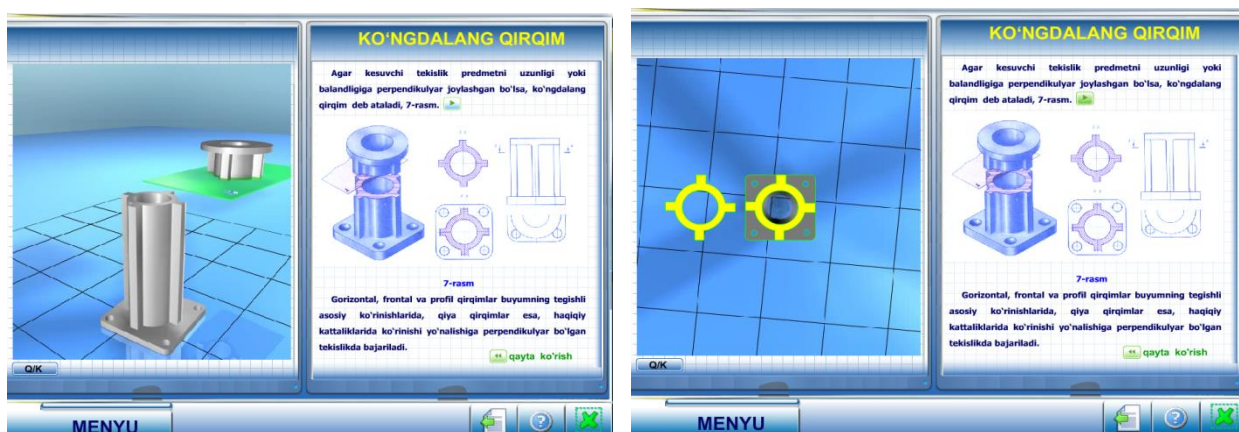 KO'NGDALANG QIRQIM
Agar kesuvchi tekislik predmetni uzunligi yoki
balandligiga perpendikulyar joylashgan bo'lsa, ko'ngdalang
qirqim deb ataladi, 7-rasm.
7-rasm
Gorizontal, frontal va profil qirqimlar buyumning tegishli
asosiy ko'rinishlarida, qiya qirqimlar esa, haqiqiy
kattaliklarida ko'rinishi yo'nalishiga perpendikulyar bo'lgan
tekislikda bajariladi.
qayta ko'rish
Q/K
MENYU
KO'NGDALANG QIRQIM
Agar kesuvchi tekislik predmetni uzunligi yoki
balandligiga perpendikulyar joylashgan bo'lsa, ko'ngdalang
qirqim deb ataladi, 7-rasm.
7-rasm
Gorizontal, frontal va profil qirqimlar buyumning tegishli
asosiy ko'rinishlarida, qiya qirqimlar esa, haqiqiy
kattaliklarida ko'rinishi yo'nalishiga perpendikulyar bo'lgan
tekislikda bajariladi.
qayta ko'rish
Q/K
MENYU